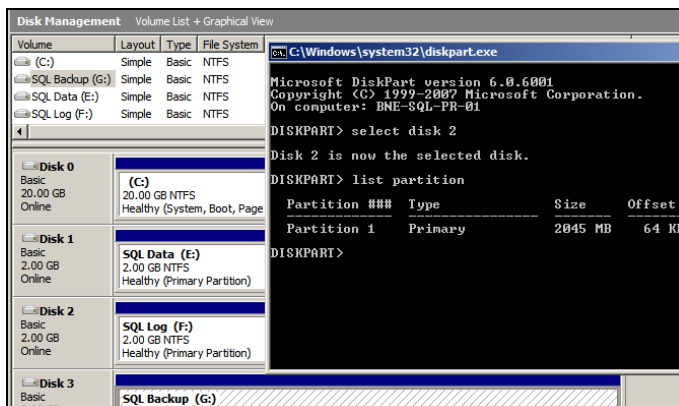 Disk Management Volume List + Graphical View
Volume Layout Type File System
(C:) Simple Basic NTFS
SQL Backup (G:) Simple Basic NTFS
SQL Data (E:) Simple Basic NTFS
SQL Log (F:) Simple Basic NTFS
Disk 0
Basic
20.00 GB
Online
(C:)
20.00 GB NTFS
Healthy (System, Boot, Page
Disk 1
Basic
2.00 GB
Online
SQL Data (E:)
2.00 GB NTFS
Healthy (Primary Partition)
Disk 2
Basic
2.00 GB
Online
SQL Log (F:)
2.00 GB NTFS
Healthy (Primary Partition)
Disk 3
Basic
SQL Backup (G:)
C:\Windows\system32\diskpart.exe
Microsoft DiskPart version 6.0.6001
Copyright (C) 1999-2007 Microsoft Corporation.
On computer: BNE-SQL-PR-01
DISKPART> select disk 2
Disk 2 is now the selected disk.
DISKPART> list partition
Partition ### Type Size Offset
Partition 1 Primary 2045 MB 64 K
DISKPART>